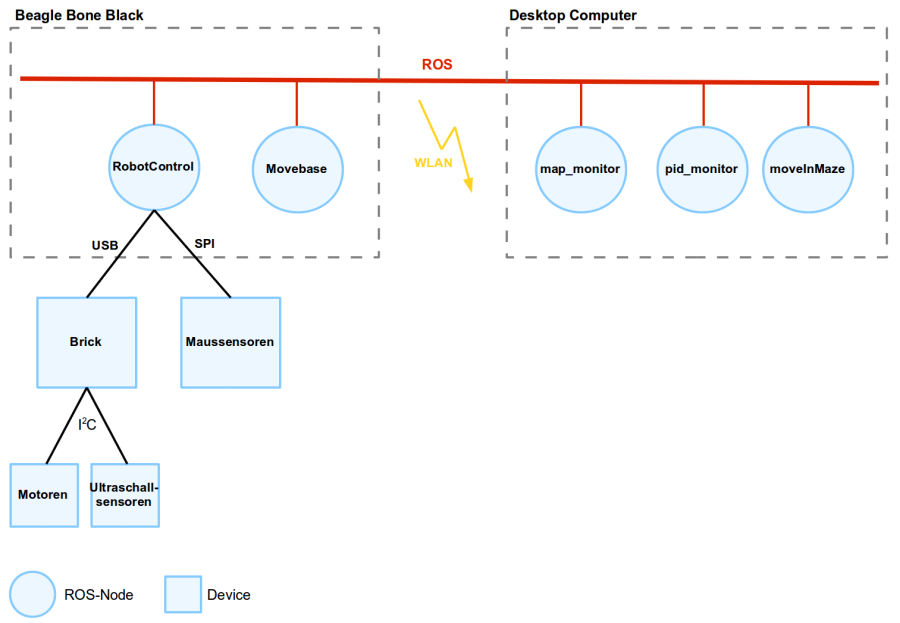 Beagle Bone Black
Desktop Computer
ROS
RobotControl
Movebase
WLAN
map_monitor
pid_monitor
moveInMaze
USB
SPI
Brick
Maussensoren
I²C
Motoren
Ultraschall-
sensoren
ROS-Node
Device